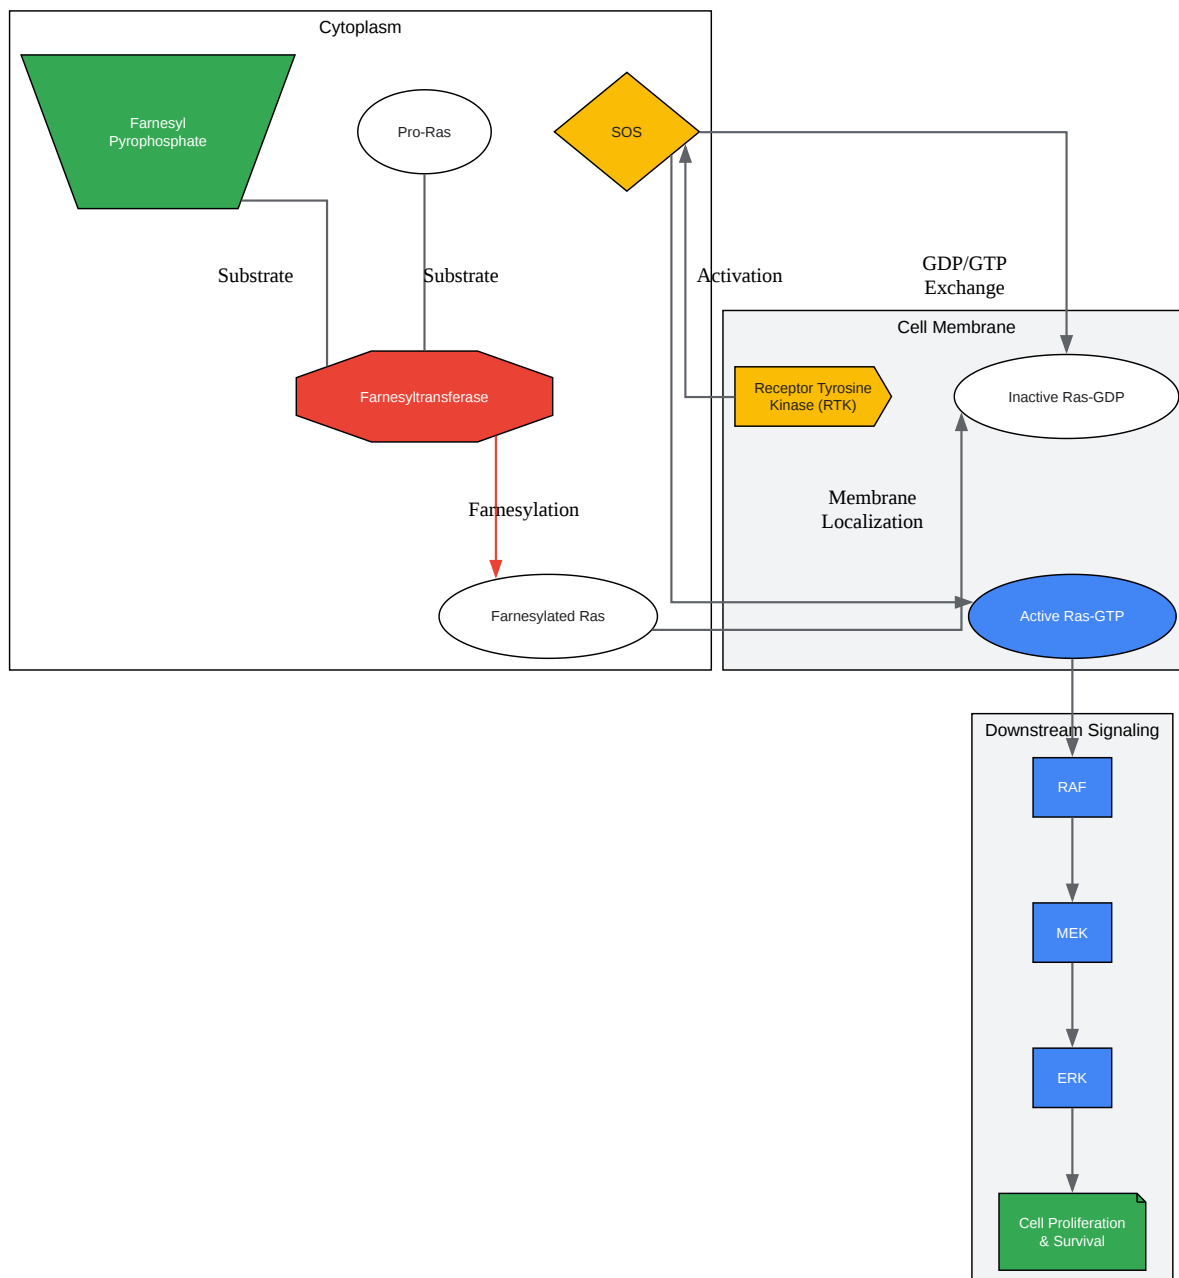 Cytoplasm
Farnesyl
Pyrophosphate
Pro-Ras
SOS
Substrate
Substrate
Activation
GDP/GTP
Exchange
Cell Membrane
Farnesyltransferase
Receptor Tyrosine
Kinase (RTK)
Inactive Ras-GDP
Farnesylation
Membrane
Localization
Farnesylated Ras
Active Ras-GTP
Downstream Signaling
RAF
MEK
ERK
Cell Proliferation
& Survival